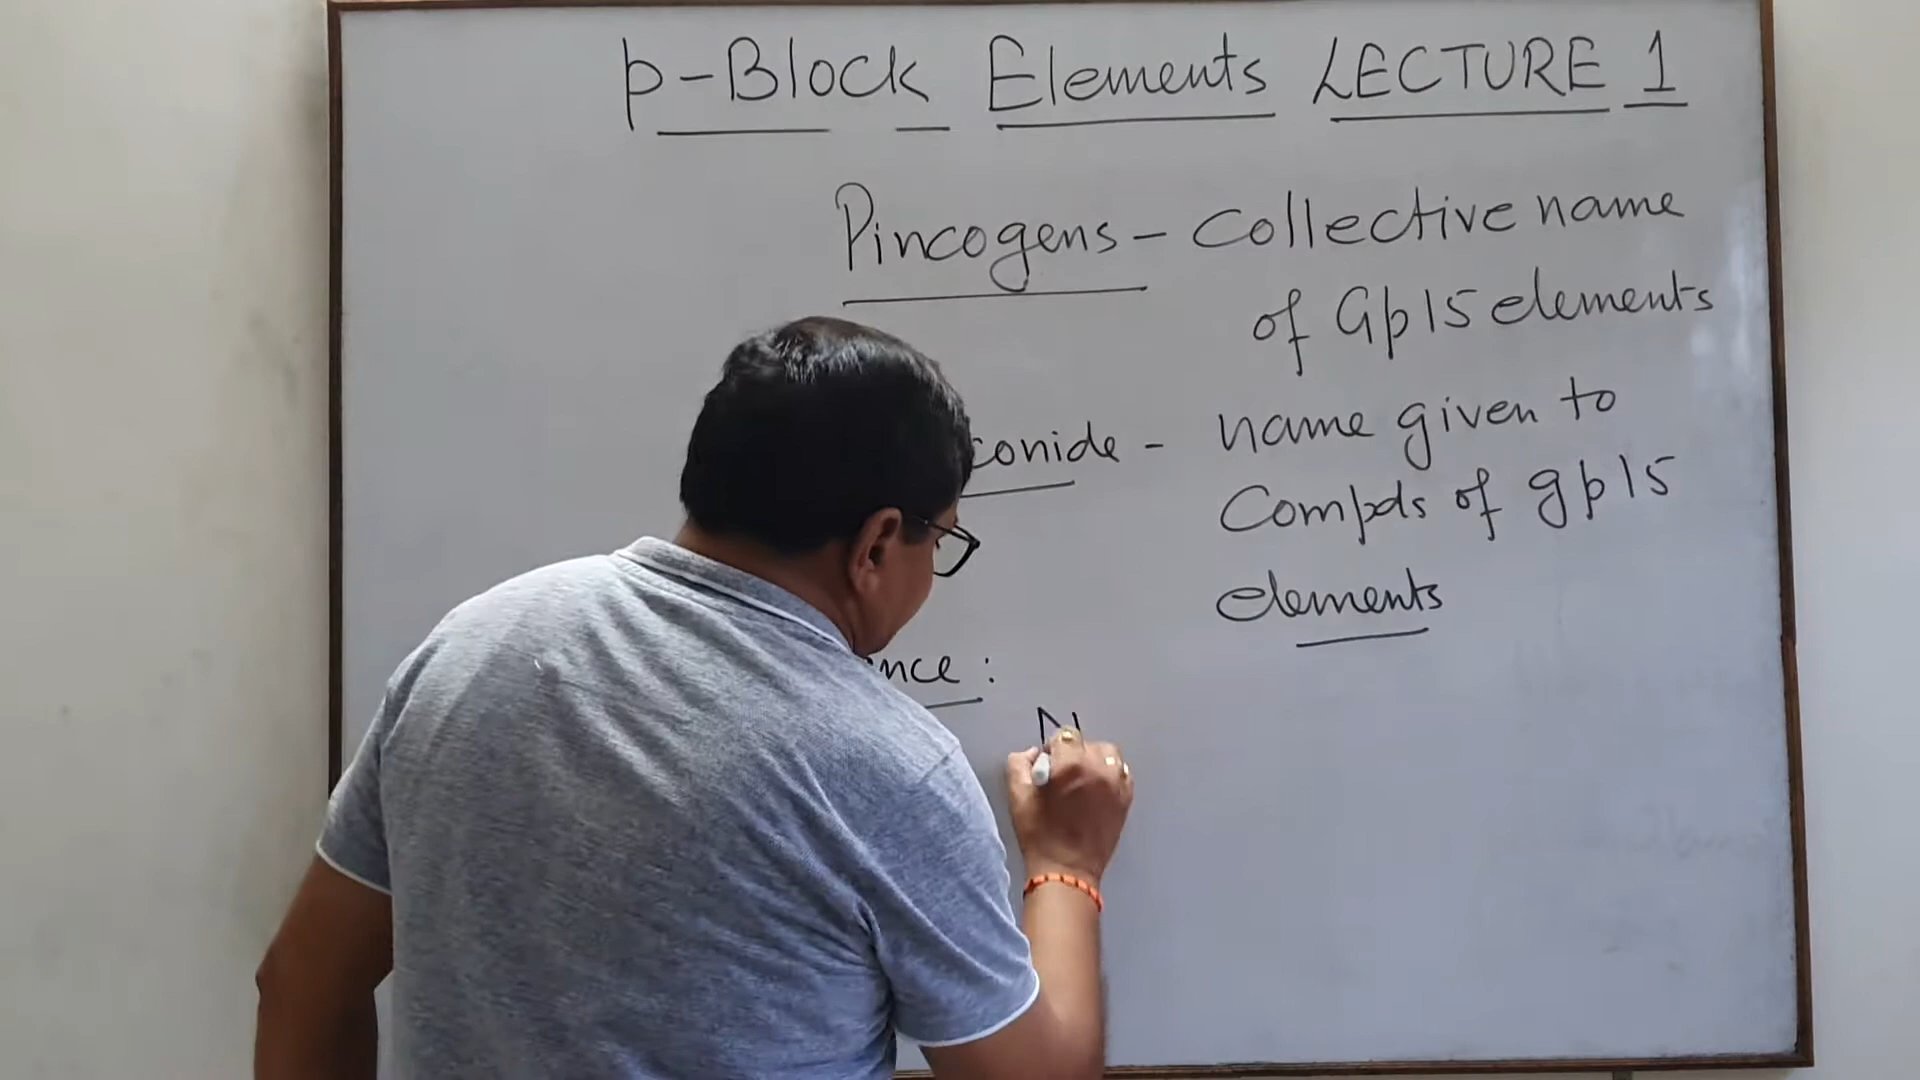 p-Block Elements LECTURE 1
Pincogens - Collective name
of Gp15 elements
conide - name given to
Compds of gp15
elements
nce :
N